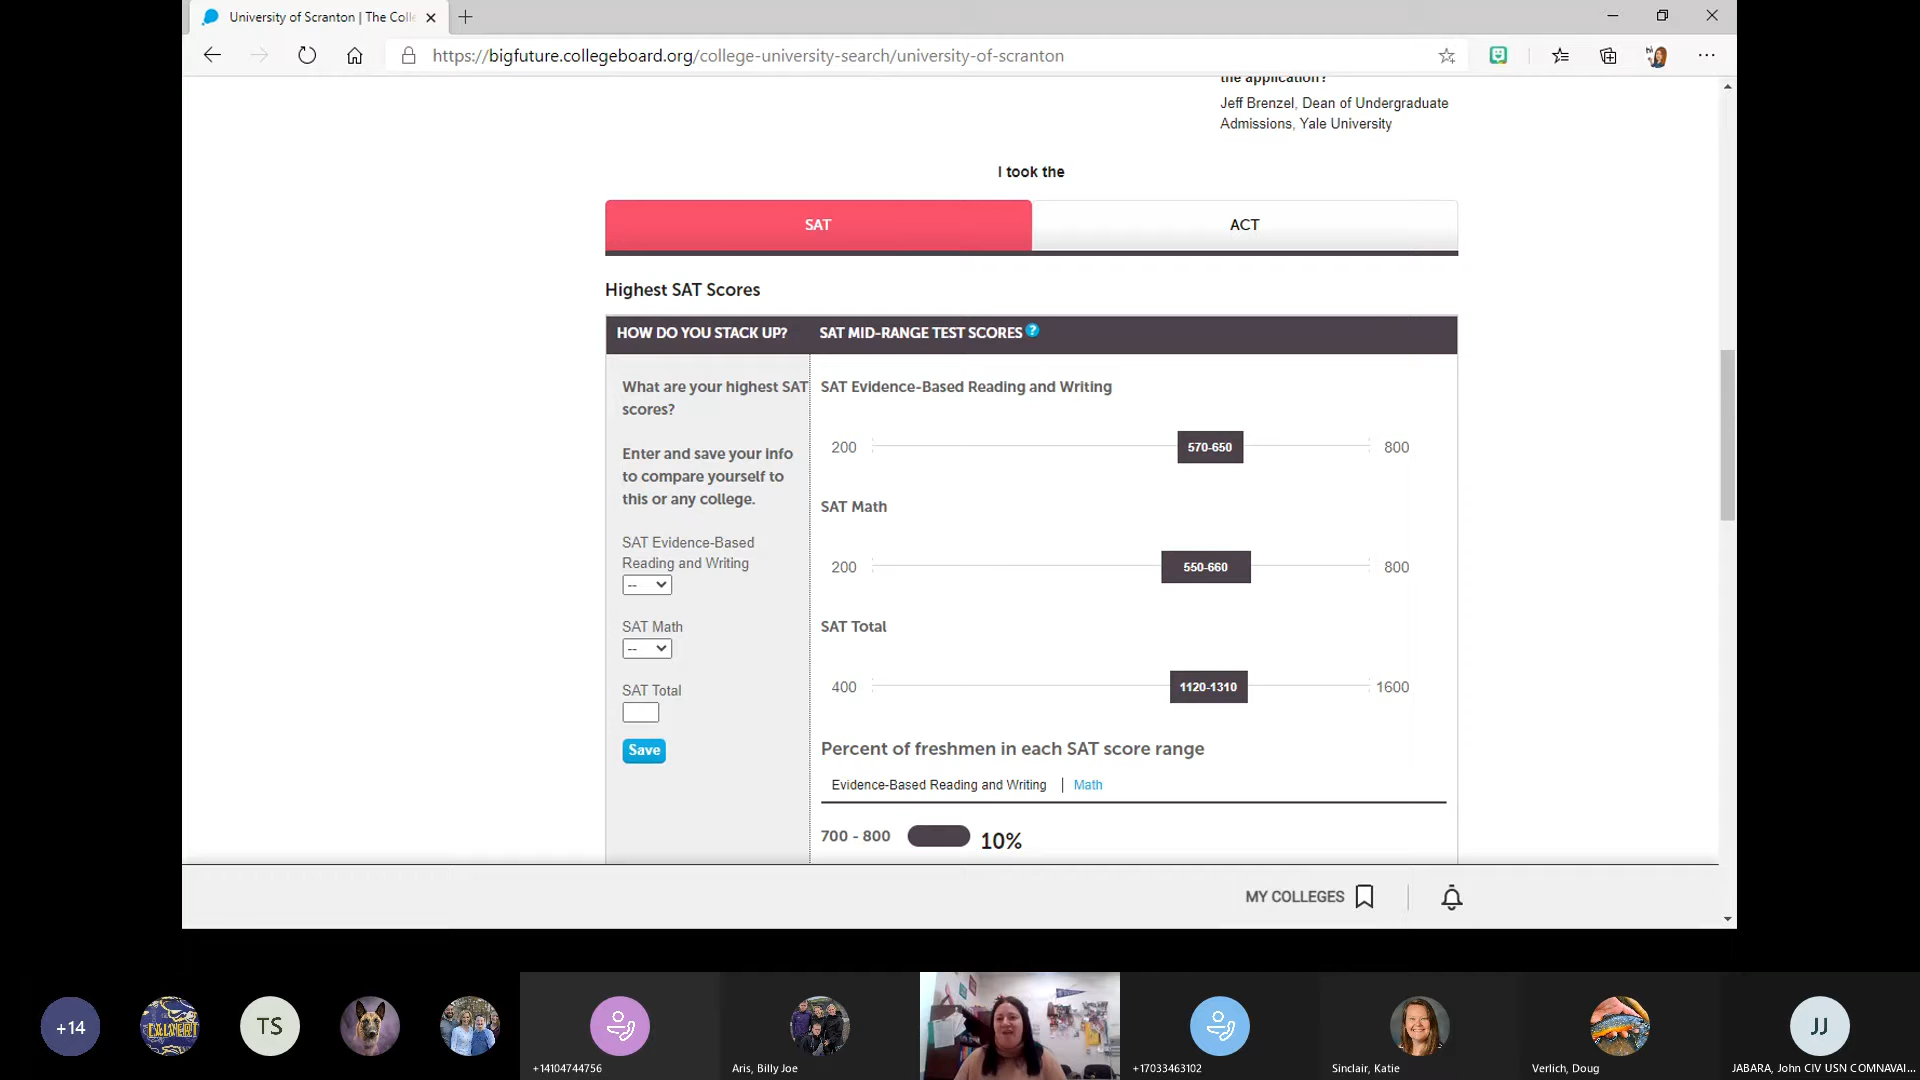 University of Scranton | The Colle
https://bigfuture.collegeboard.org/college-university-search/university-of-scranton
the application?
Jeff Brenzel, Dean of Undergraduate
Admissions, Yale University
I took the
SAT
ACT
Highest SAT Scores
HOW DO YOU STACK UP?
SAT MID-RANGE TEST SCORES ?
What are your highest SAT
scores?
Enter and save your info
to compare yourself to
this or any college.
SAT Evidence-Based
Reading and Writing
--
SAT Math
--
SAT Total
Save
SAT Evidence-Based Reading and Writing
200 570-650 800
SAT Math
200 550-660 800
SAT Total
400 1120-1310 1600
Percent of freshmen in each SAT score range
Evidence-Based Reading and Writing | Math
700 - 800 10%
MY COLLEGES
+14
CALVERT
TS
+14104744756
Aris, Billy Joe
+17033463102
Sinclair, Katie
Verlich, Doug
JJ
JABARA, John CIV USN COMNAVAI...